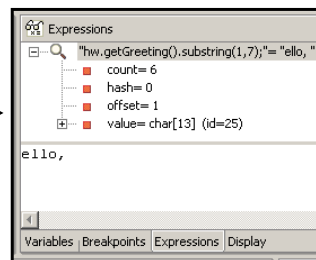 Expressions
"hw.getGreeting().substring(1,7);"= "ello, "
count= 6
hash= 0
offset= 1
value= char[13] (id=25)
ello,
Variables Breakpoints Expressions Display